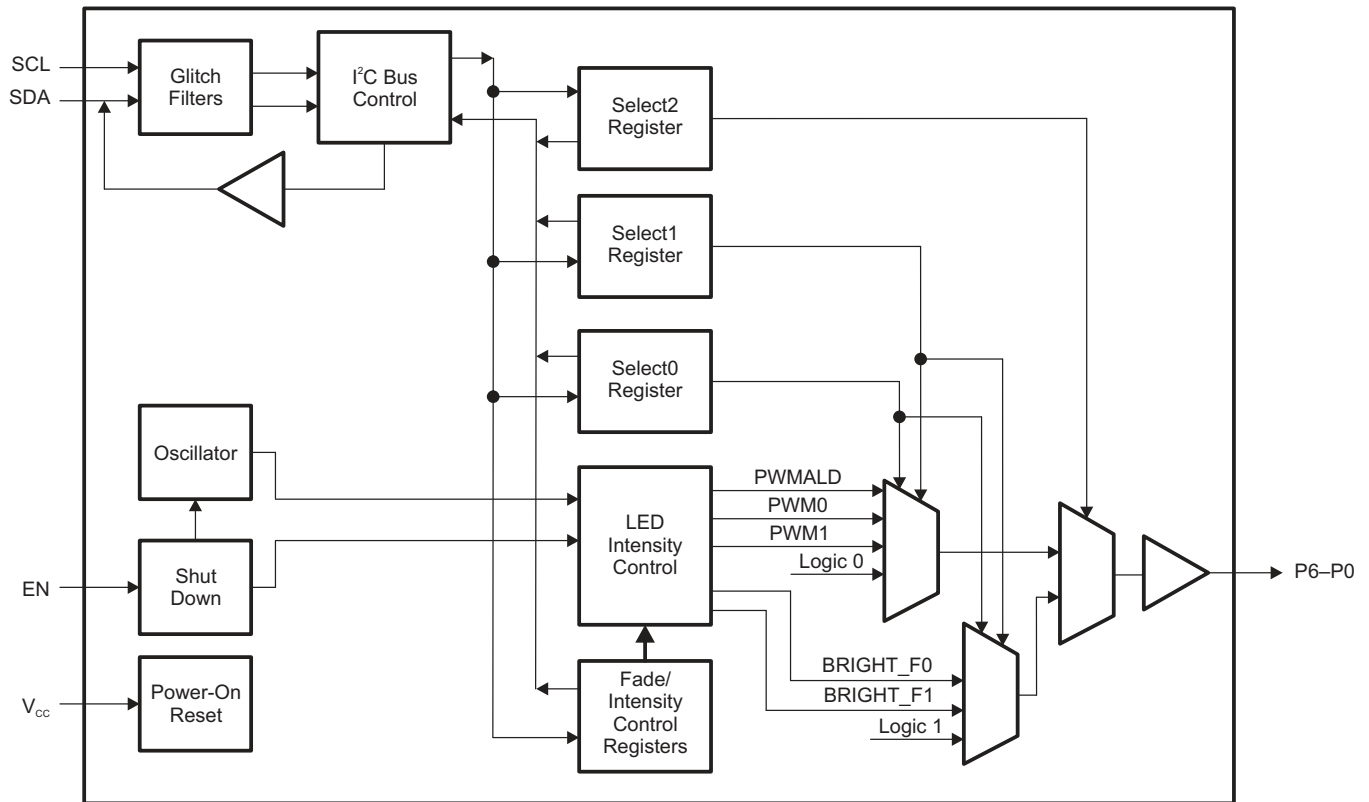 SCL
SDA
Glitch
Filters
I²C Bus
Control
Select2
Register
Select1
Register
Select0
Register
Oscillator
EN
Shut
Down
LED
Intensity
Control
PWMALD
PWM0
PWM1
Logic 0
P6–P0
BRIGHT_F0
BRIGHT_F1
Logic 1
V_CC
Power-On
Reset
Fade/
Intensity
Control
Registers